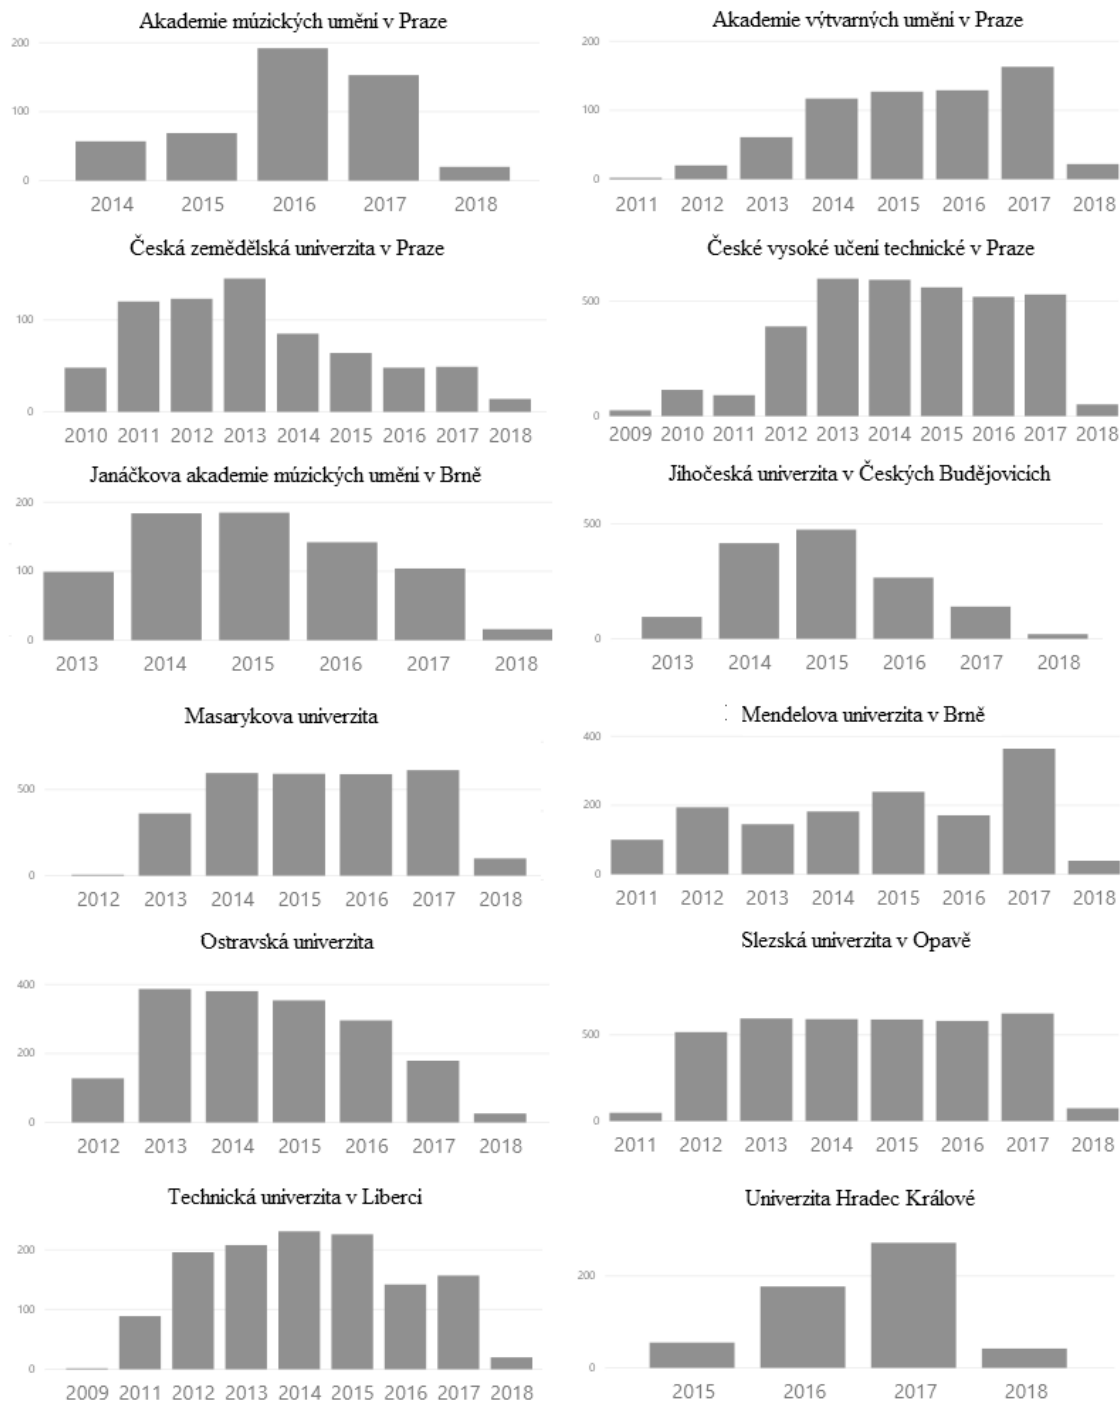 Akademie múzických umění v Praze
200
100
0
2014 2015 2016 2017 2018
Akademie výtvarných umění v Praze
200
100
0
2011 2012 2013 2014 2015 2016 2017 2018
Česká zemědělská univerzita v Praze
100
0
2010 2011 2012 2013 2014 2015 2016 2017 2018
České vysoké učení technické v Praze
500
0
2009 2010 2011 2012 2013 2014 2015 2016 2017 2018
Janáčkova akademie múzických umění v Brně
200
100
0
2013 2014 2015 2016 2017 2018
Jihočeská univerzita v Českých Budějovicích
500
0
2013 2014 2015 2016 2017 2018
Masarykova univerzita
500
0
2012 2013 2014 2015 2016 2017 2018
Mendelova univerzita v Brně
400
200
0
2011 2012 2013 2014 2015 2016 2017 2018
Ostravská univerzita
400
200
0
2012 2013 2014 2015 2016 2017 2018
Slezská univerzita v Opavě
500
0
2011 2012 2013 2014 2015 2016 2017 2018
Technická univerzita v Liberci
200
100
0
2009 2011 2012 2013 2014 2015 2016 2017 2018
Univerzita Hradec Králové
200
0
2015 2016 2017 2018